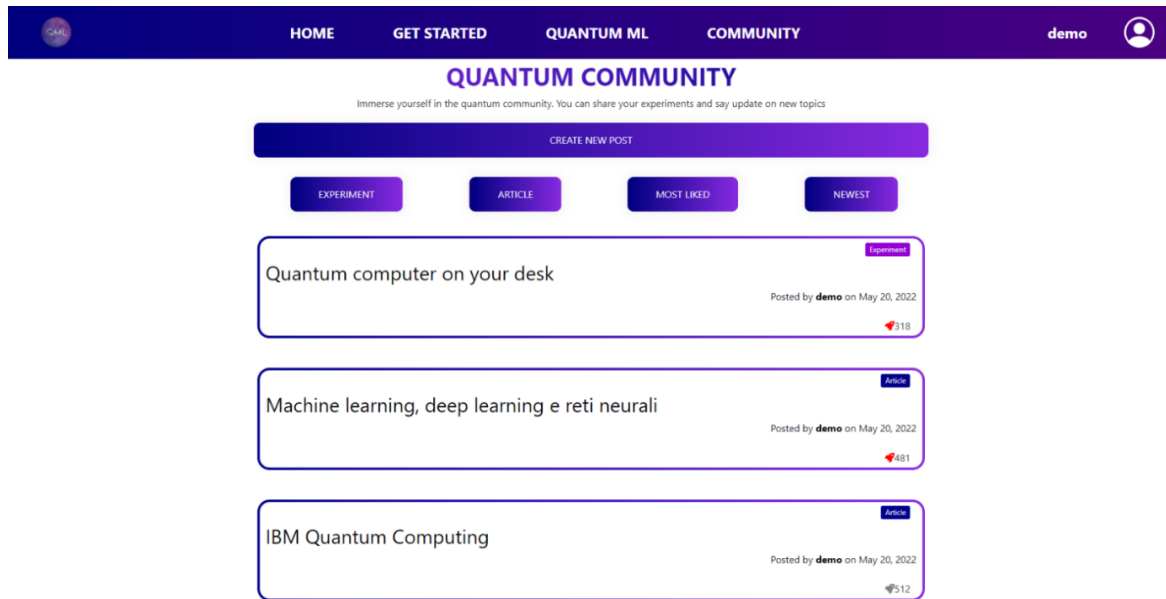 QML
HOME GET STARTED QUANTUM ML COMMUNITY demo
QUANTUM COMMUNITY
Immerse yourself in the quantum community. You can share your experiments and say update on new topics
CREATE NEW POST
EXPERIMENT ARTICLE MOST LIKED NEWEST
Experiment
Quantum computer on your desk
Posted by demo on May 20, 2022
318
Article
Machine learning, deep learning e reti neurali
Posted by demo on May 20, 2022
481
Article
IBM Quantum Computing
Posted by demo on May 20, 2022
512